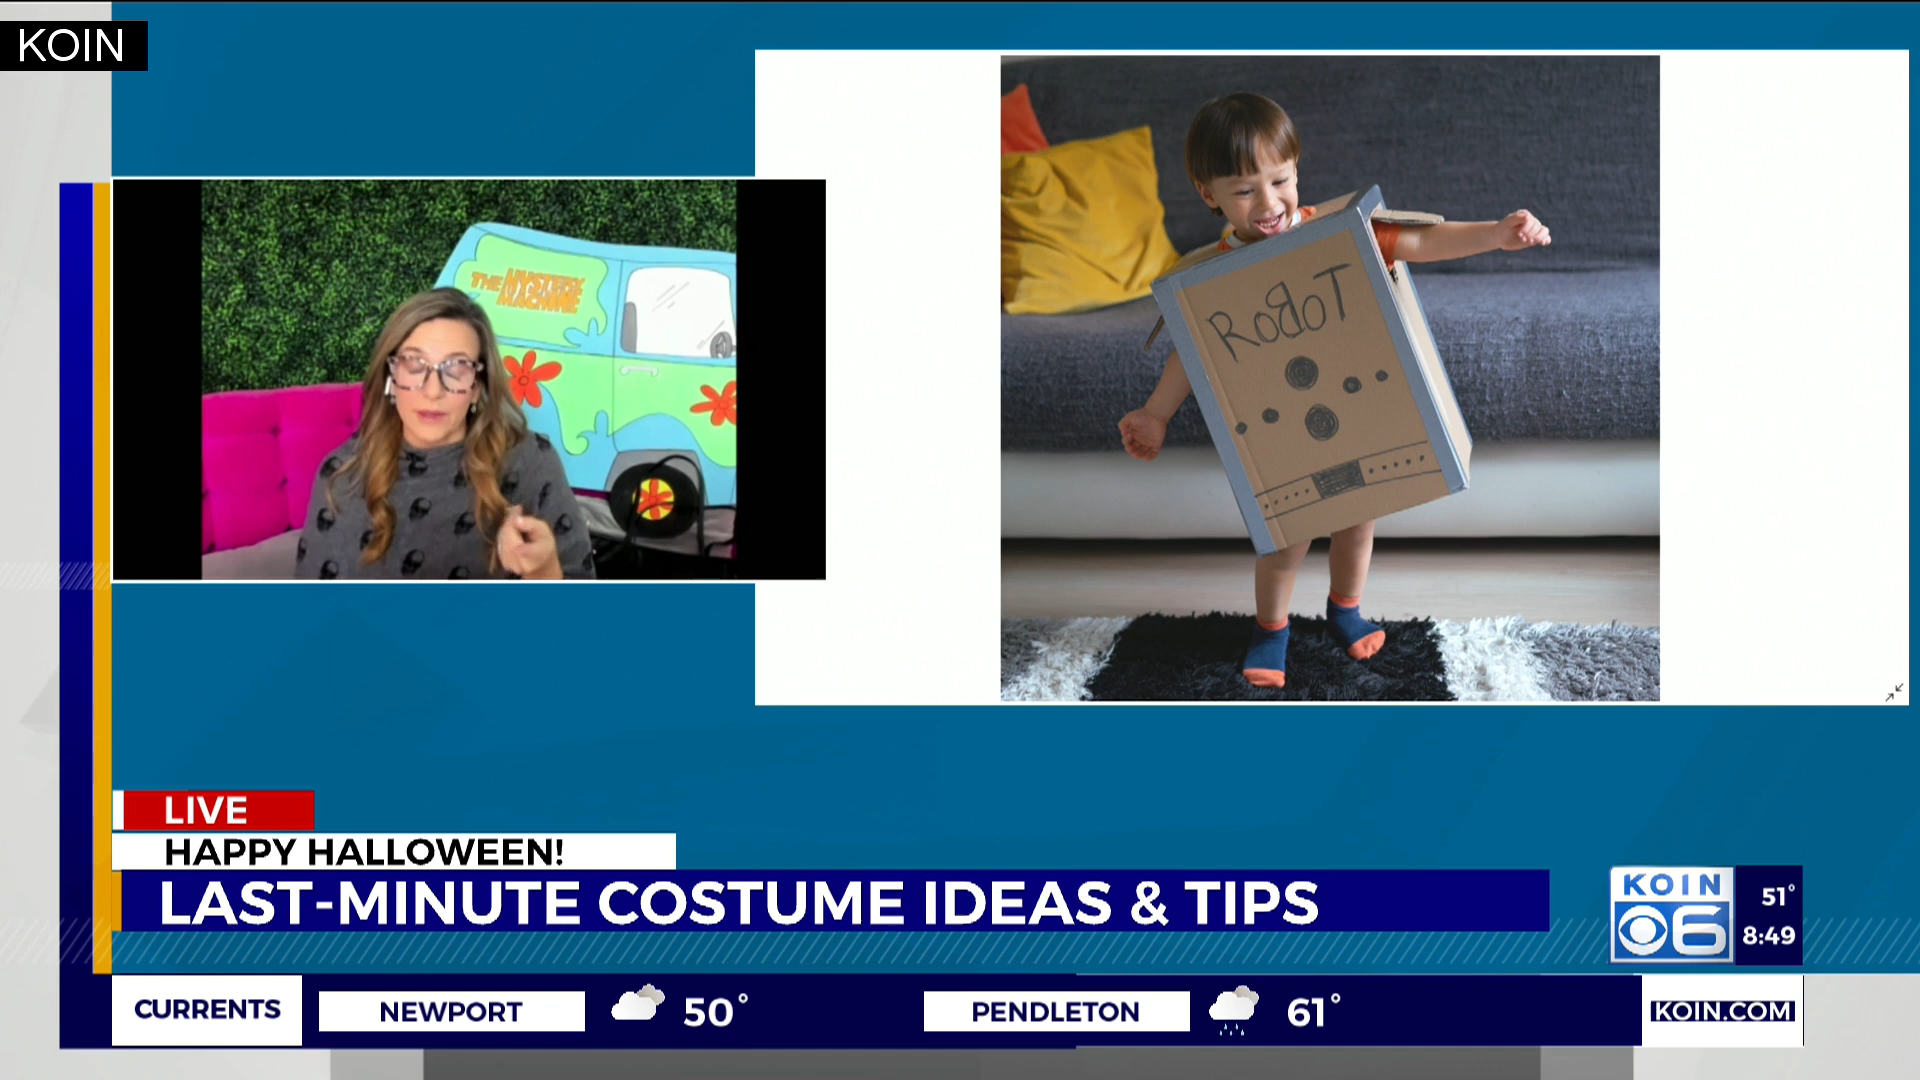 KOIN
THE MYSTERY
MACHINE
ROBOT
LIVE
HAPPY HALLOWEEN!
LAST-MINUTE COSTUME IDEAS & TIPS
KOIN
6
51°
8:49
CURRENTS
NEWPORT
50°
PENDLETON
61°
KOIN.COM